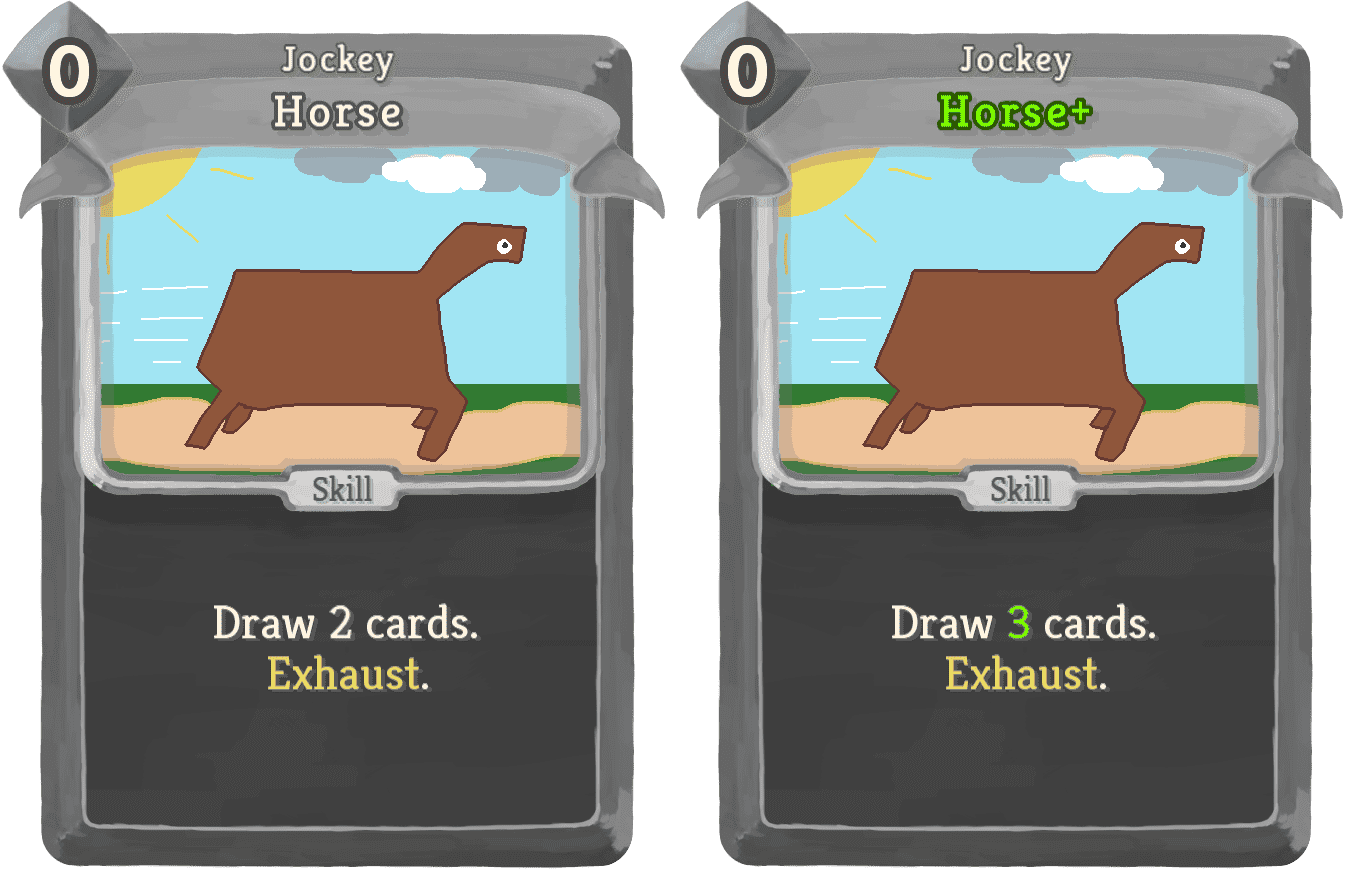 0
Jockey
Horse
Skill
Draw 2 cards.
Exhaust.
0
Jockey
Horse+
Skill
Draw 3 cards.
Exhaust.